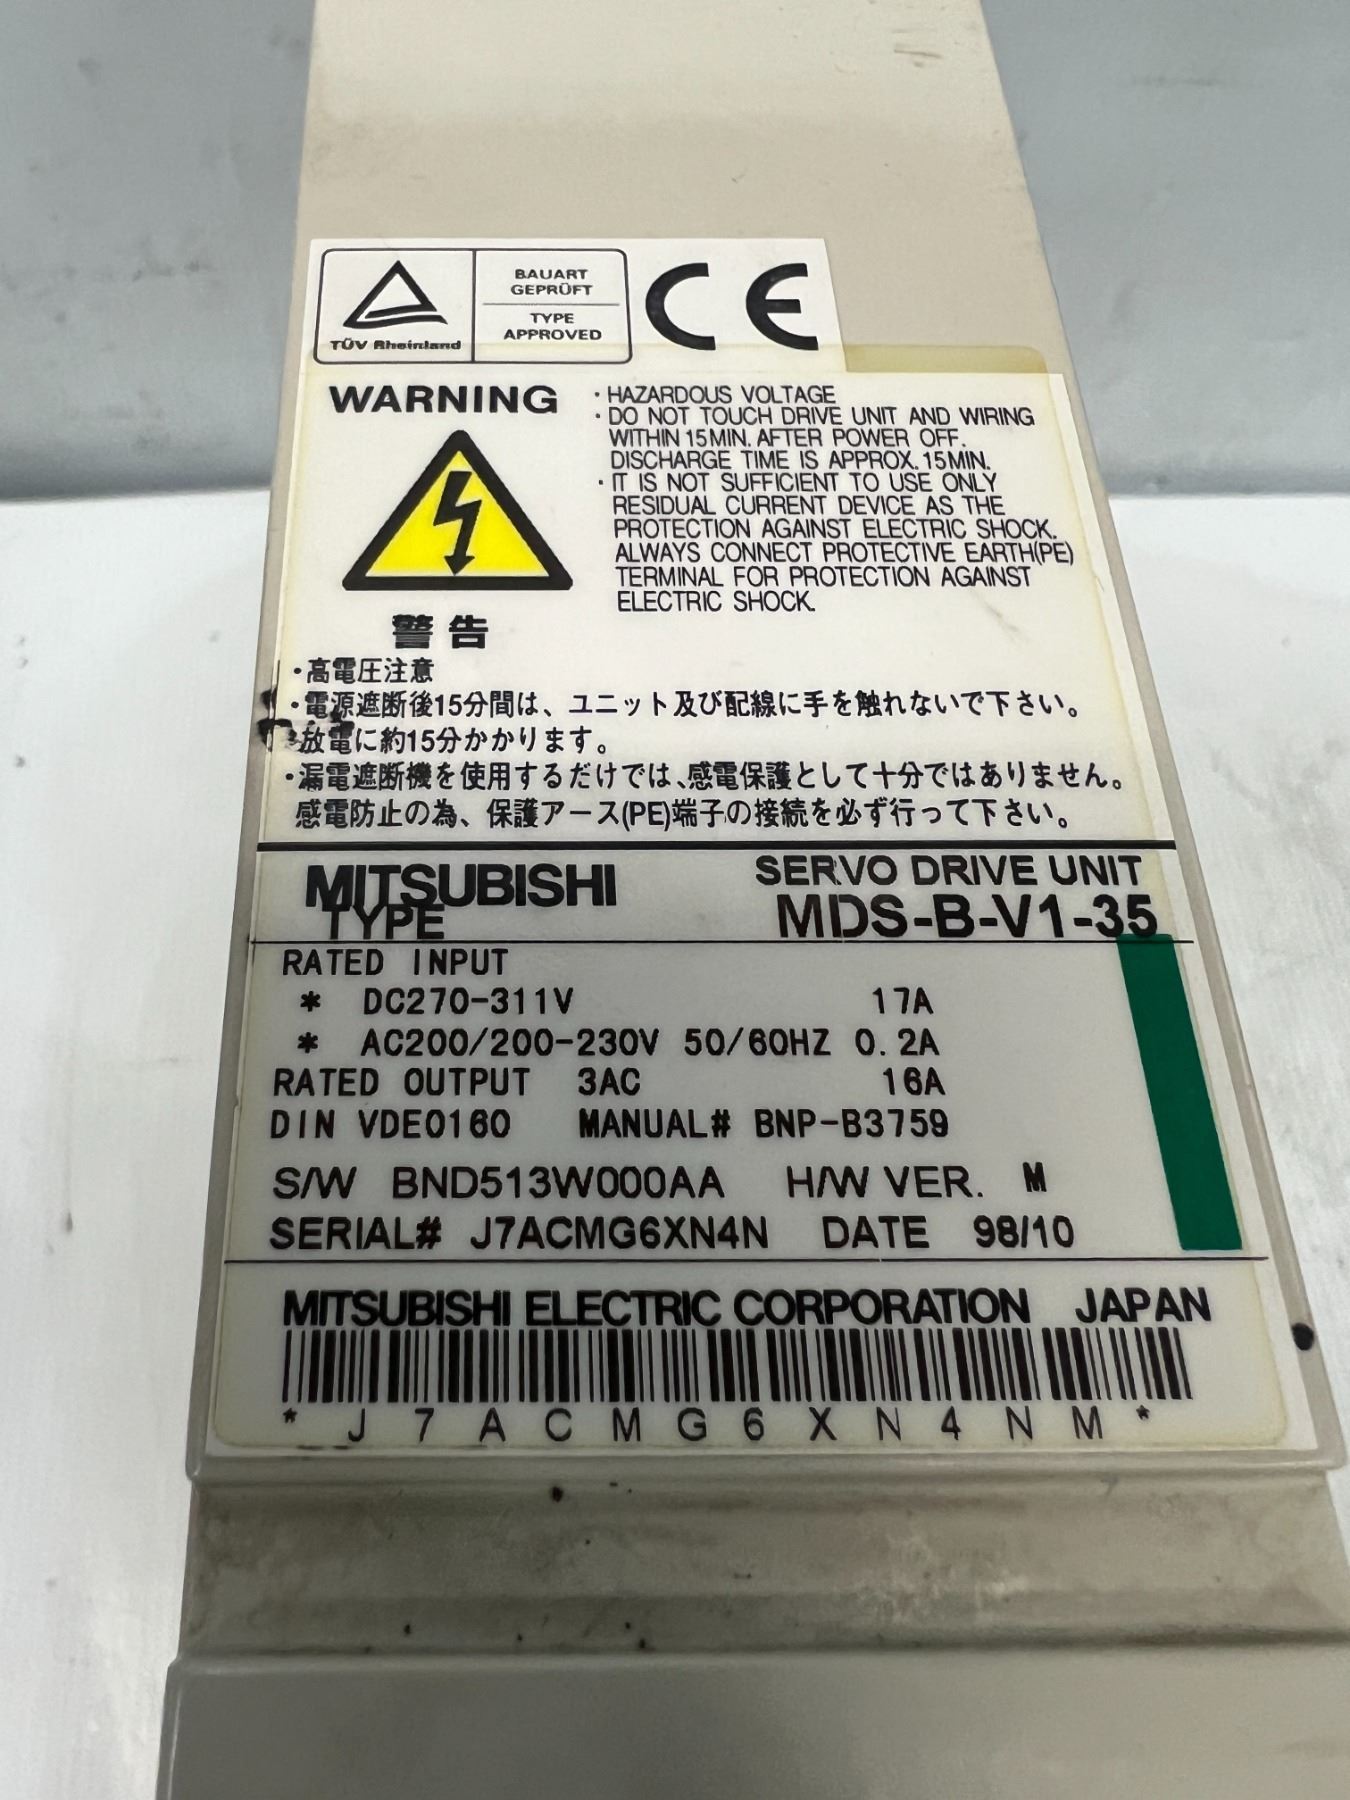 TÜV Rheinland
BAUART
GEPRÜFT
TYPE
APPROVED
CE
WARNING
・HAZARDOUS VOLTAGE
・DO NOT TOUCH DRIVE UNIT AND WIRING
WITHIN 15MIN. AFTER POWER OFF.
DISCHARGE TIME IS APPROX. 15MIN.
・IT IS NOT SUFFICIENT TO USE ONLY
RESIDUAL CURRENT DEVICE AS THE
PROTECTION AGAINST ELECTRIC SHOCK.
ALWAYS CONNECT PROTECTIVE EARTH(PE)
TERMINAL FOR PROTECTION AGAINST
ELECTRIC SHOCK.
警告
・高電圧注意
・電源遮断後15分間は、ユニット及び配線に手を触れないで下さい。
放電に約15分かかります。
・漏電遮断機を使用するだけでは、感電保護として十分ではありません。
感電防止の為、保護アース(PE)端子の接続を必ず行って下さい。
MITSUBISHI SERVO DRIVE UNIT
TYPE MDS-B-V1-35
RATED INPUT
* DC270-311V 17A
* AC200/200-230V 50/60HZ 0.2A
RATED OUTPUT 3AC 16A
DIN VDE0160 MANUAL# BNP-B3759
S/W BND513W000AA H/W VER. M
SERIAL# J7ACMG6XN4N DATE 98/10
MITSUBISHI ELECTRIC CORPORATION JAPAN
*J7ACMG6XN4NM*